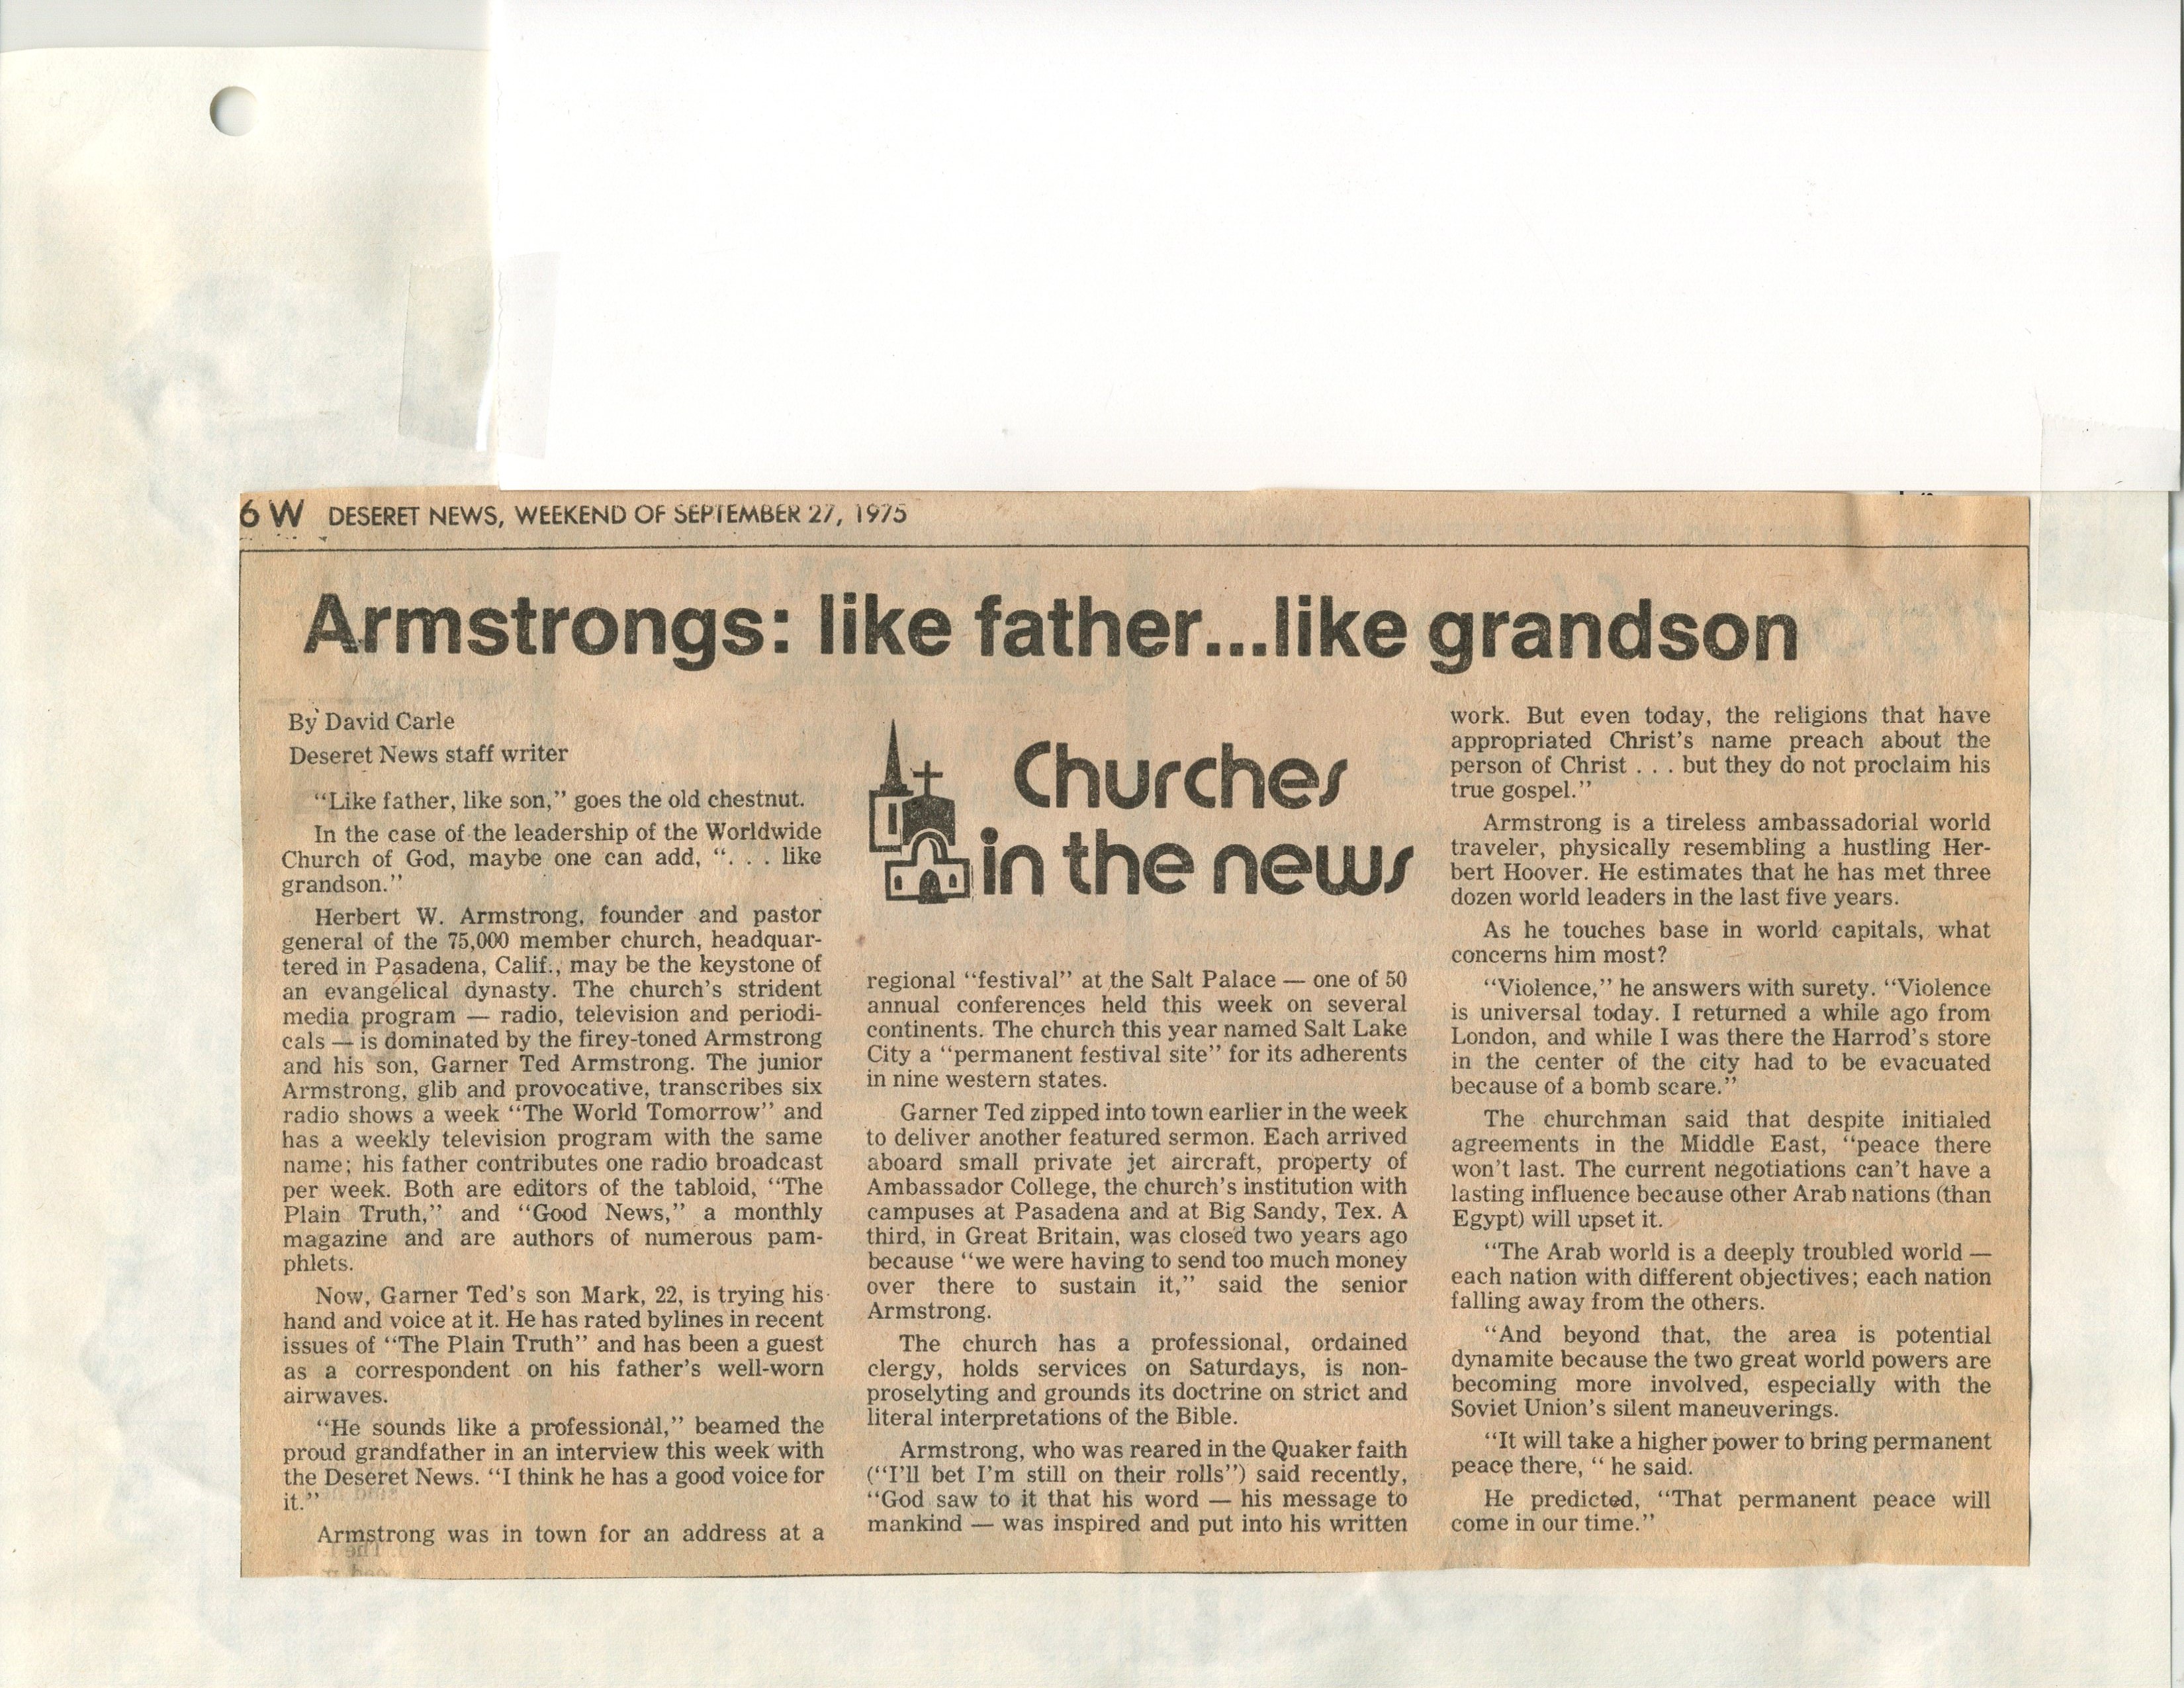 6 W DESERET NEWS, WEEKEND OF SEPTEMBER 27, 1975
Armstrongs: like father...like grandson
By David Carle
Deseret News staff writer
“Like father, like son,” goes the old chestnut.
In the case of the leadership of the Worldwide
Church of God, maybe one can add, “. . . like
grandson.”
Herbert W. Armstrong, founder and pastor
general of the 75,000 member church, headquar-
tered in Pasadena, Calif., may be the keystone of
an evangelical dynasty. The church’s strident
media program — radio, television and periodi-
cals — is dominated by the firey-toned Armstrong
and his son, Garner Ted Armstrong. The junior
Armstrong, glib and provocative, transcribes six
radio shows a week “The World Tomorrow” and
has a weekly television program with the same
name; his father contributes one radio broadcast
per week. Both are editors of the tabloid, “The
Plain Truth,” and “Good News,” a monthly
magazine and are authors of numerous pam-
phlets.
Now, Garner Ted’s son Mark, 22, is trying his
hand and voice at it. He has rated bylines in recent
issues of “The Plain Truth” and has been a guest
as a correspondent on his father’s well-worn
airwaves.
“He sounds like a professional,” beamed the
proud grandfather in an interview this week with
the Deseret News. “I think he has a good voice for
it.”
Armstrong was in town for an address at a
Churches
in the news
regional “festival” at the Salt Palace — one of 50
annual conferences held this week on several
continents. The church this year named Salt Lake
City a “permanent festival site” for its adherents
in nine western states.
Garner Ted zipped into town earlier in the week
to deliver another featured sermon. Each arrived
aboard small private jet aircraft, property of
Ambassador College, the church’s institution with
campuses at Pasadena and at Big Sandy, Tex. A
third, in Great Britain, was closed two years ago
because “we were having to send too much money
over there to sustain it,” said the senior
Armstrong.
The church has a professional, ordained
clergy, holds services on Saturdays, is non-
proselyting and grounds its doctrine on strict and
literal interpretations of the Bible.
Armstrong, who was reared in the Quaker faith
(“I’ll bet I’m still on their rolls”) said recently,
“God saw to it that his word — his message to
mankind — was inspired and put into his written
work. But even today, the religions that have
appropriated Christ’s name preach about the
person of Christ . . . but they do not proclaim his
true gospel.”
Armstrong is a tireless ambassadorial world
traveler, physically resembling a hustling Her-
bert Hoover. He estimates that he has met three
dozen world leaders in the last five years.
As he touches base in world capitals, what
concerns him most?
“Violence,” he answers with surety. “Violence
is universal today. I returned a while ago from
London, and while I was there the Harrod’s store
in the center of the city had to be evacuated
because of a bomb scare.”
The churchman said that despite initialed
agreements in the Middle East, “peace there
won’t last. The current negotiations can’t have a
lasting influence because other Arab nations (than
Egypt) will upset it.
“The Arab world is a deeply troubled world —
each nation with different objectives; each nation
falling away from the others.
“And beyond that, the area is potential
dynamite because the two great world powers are
becoming more involved, especially with the
Soviet Union’s silent maneuverings.
“It will take a higher power to bring permanent
peace there, “ he said.
He predicted, “That permanent peace will
come in our time.”